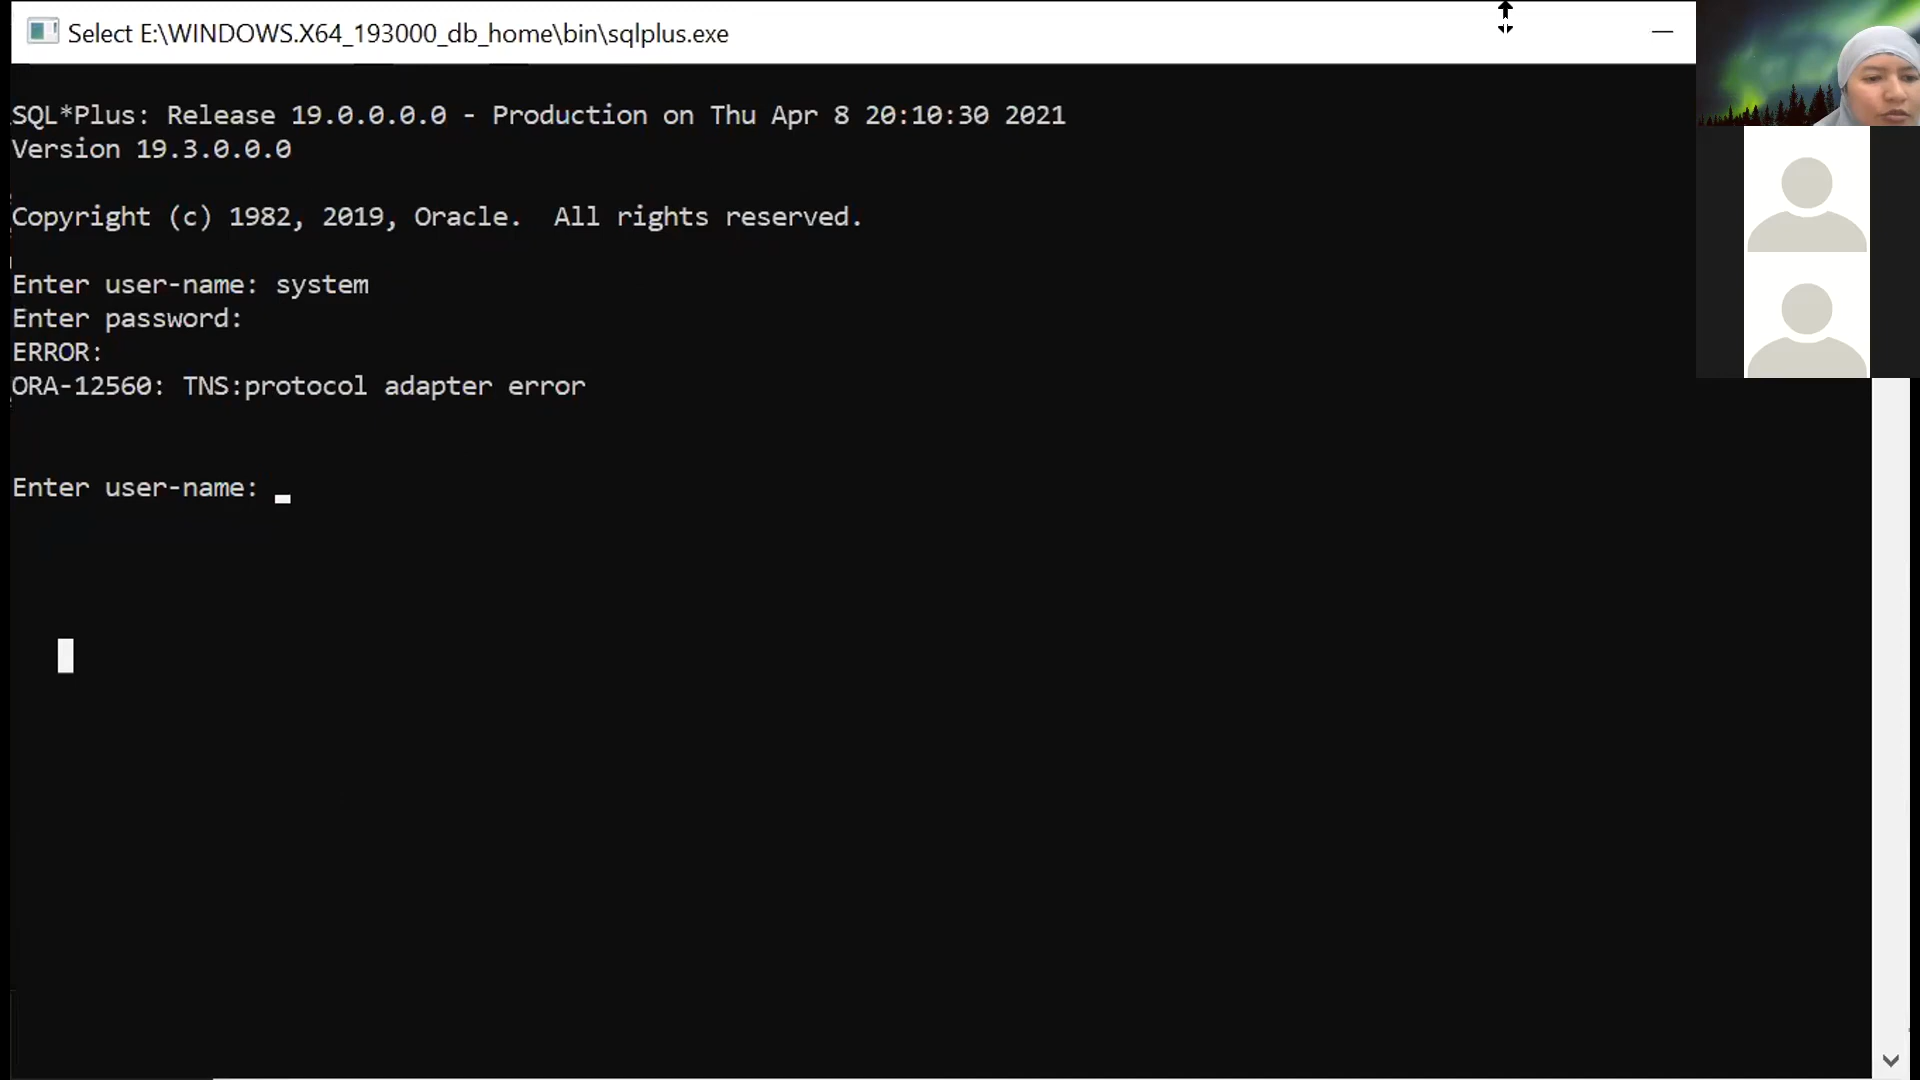 Select E:\WINDOWS.X64_193000_db_home\bin\sqlplus.exe
SQL*Plus: Release 19.0.0.0.0 - Production on Thu Apr 8 20:10:30 2021
Version 19.3.0.0.0
Copyright (c) 1982, 2019, Oracle.  All rights reserved.
Enter user-name: system
Enter password:
ERROR:
ORA-12560: TNS:protocol adapter error
Enter user-name: